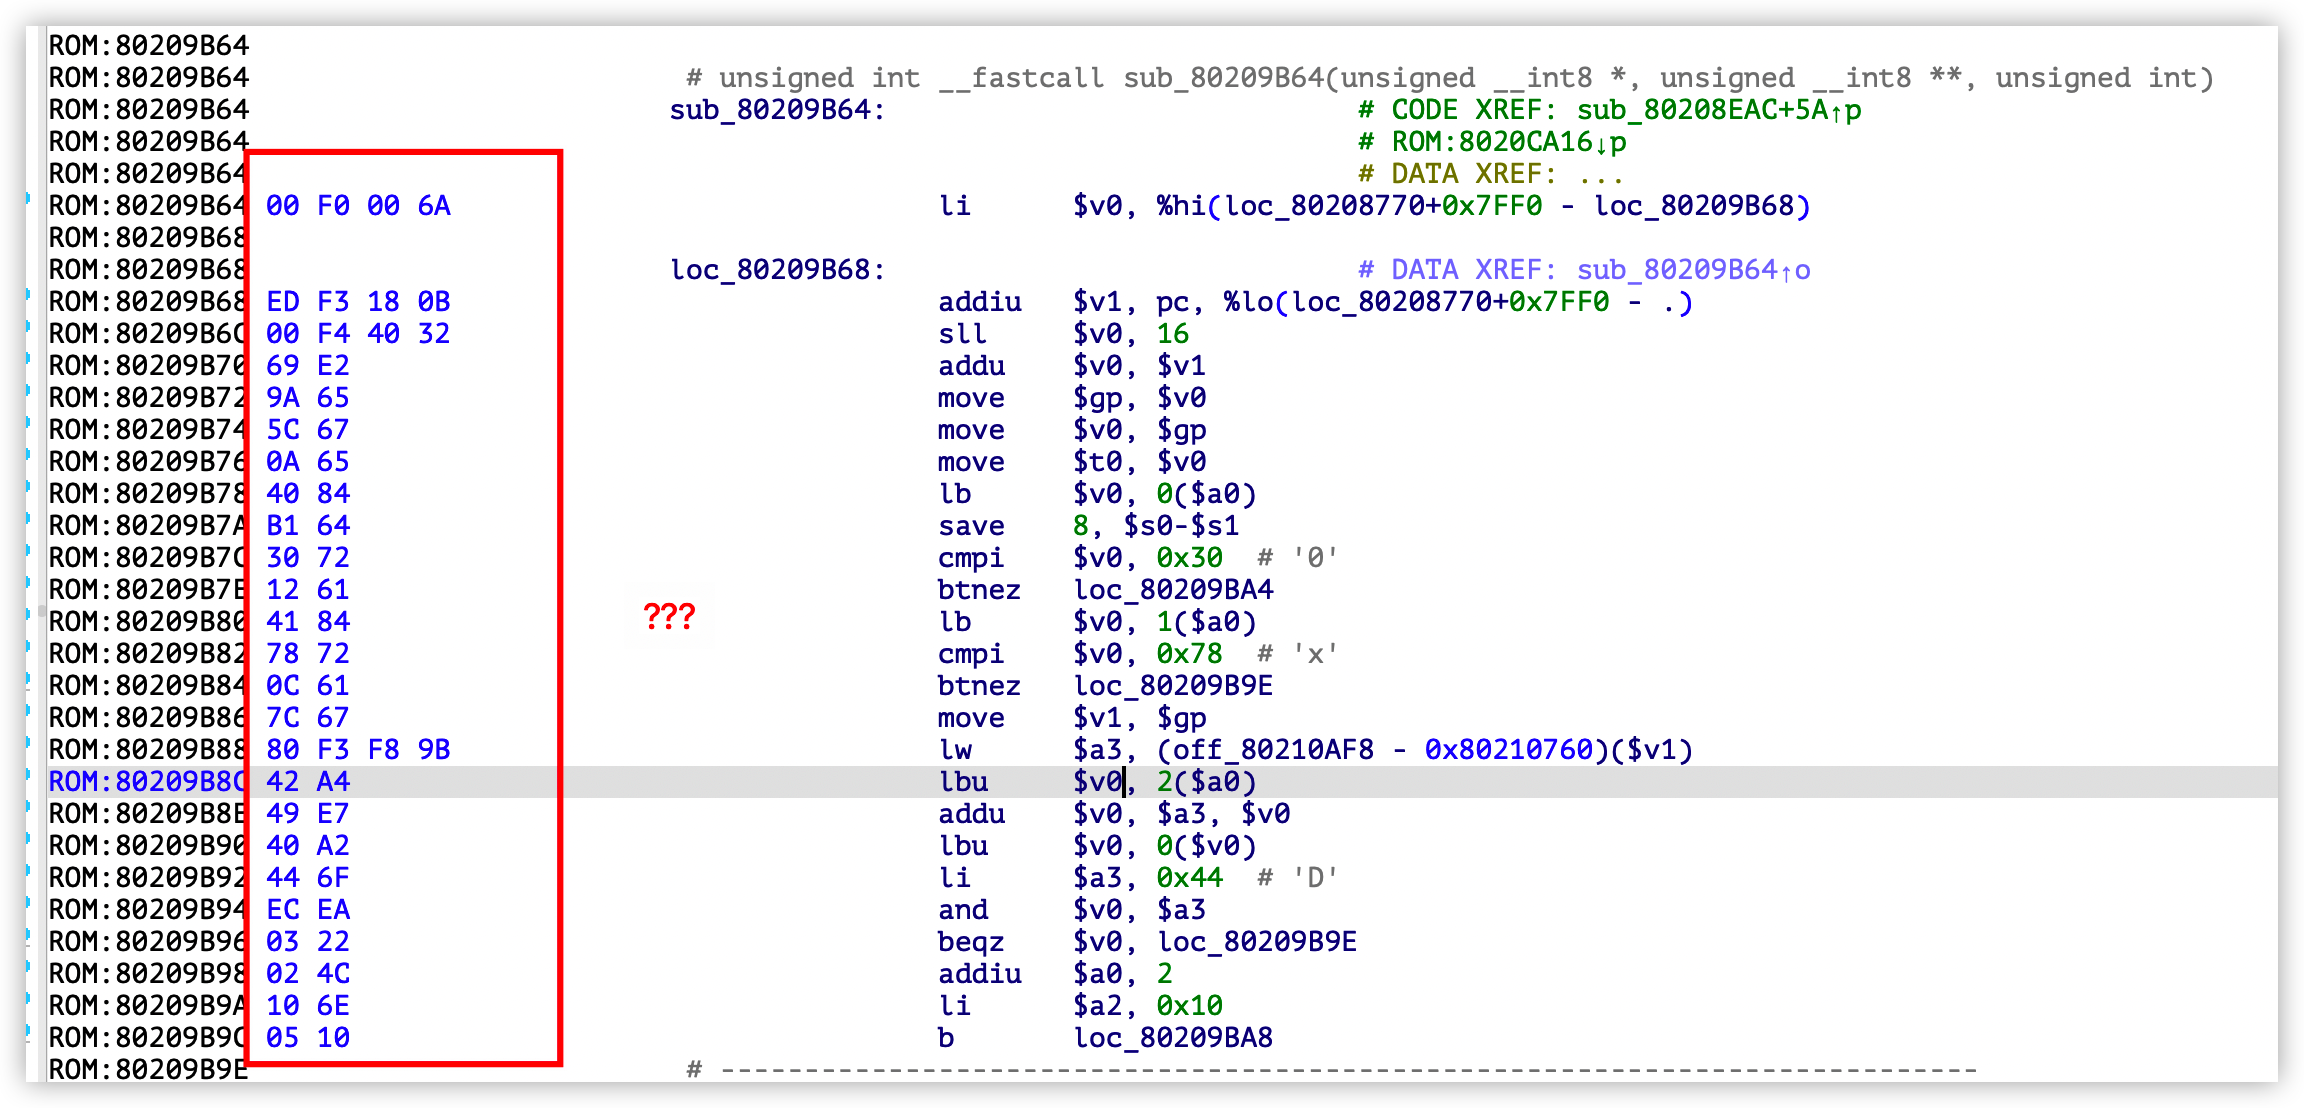 ROM:80209B64
ROM:80209B64 # unsigned int __fastcall sub_80209B64(unsigned __int8 *, unsigned __int8 **, unsigned int)
ROM:80209B64 sub_80209B64: # CODE XREF: sub_80208EAC+5A↑p
ROM:80209B64 # ROM:8020CA16↓p
ROM:80209B64 # DATA XREF: ...
ROM:80209B64 00 F0 00 6A li $v0, %hi(loc_80208770+0x7FF0 - loc_80209B68)
ROM:80209B68
ROM:80209B68 loc_80209B68: # DATA XREF: sub_80209B64↑o
ROM:80209B68 ED F3 18 0B addiu $v1, pc, %lo(loc_80208770+0x7FF0 - .)
ROM:80209B6C 00 F4 40 32 sll $v0, 16
ROM:80209B70 69 E2 addu $v0, $v1
ROM:80209B72 9A 65 move $gp, $v0
ROM:80209B74 5C 67 move $v0, $gp
ROM:80209B76 0A 65 move $t0, $v0
ROM:80209B78 40 84 lb $v0, 0($a0)
ROM:80209B7A B1 64 save 8, $s0-$s1
ROM:80209B7C 30 72 cmpi $v0, 0x30 # '0'
ROM:80209B7E 12 61 btnez loc_80209BA4
ROM:80209B80 41 84 ??? lb $v0, 1($a0)
ROM:80209B82 78 72 cmpi $v0, 0x78 # 'x'
ROM:80209B84 0C 61 btnez loc_80209B9E
ROM:80209B86 7C 67 move $v1, $gp
ROM:80209B88 80 F3 F8 9B lw $a3, (off_80210AF8 - 0x80210760)($v1)
ROM:80209B8C 42 A4 lbu $v0, 2($a0)
ROM:80209B8E 49 E7 addu $v0, $a3, $v0
ROM:80209B90 40 A2 lbu $v0, 0($v0)
ROM:80209B92 44 6F li $a3, 0x44 # 'D'
ROM:80209B94 EC EA and $v0, $a3
ROM:80209B96 03 22 beqz $v0, loc_80209B9E
ROM:80209B98 02 4C addiu $a0, 2
ROM:80209B9A 10 6E li $a2, 0x10
ROM:80209B9C 05 10 b loc_80209BA8
ROM:80209B9E # ---------------------------------------------------------------------------